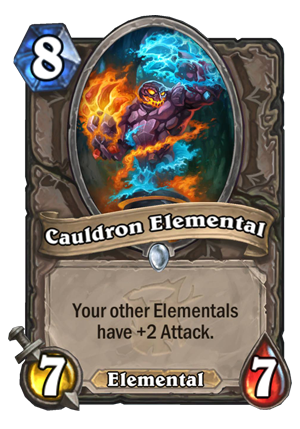 8
Cauldron Elemental
Your other Elementals
have +2 Attack.
7
Elemental
7